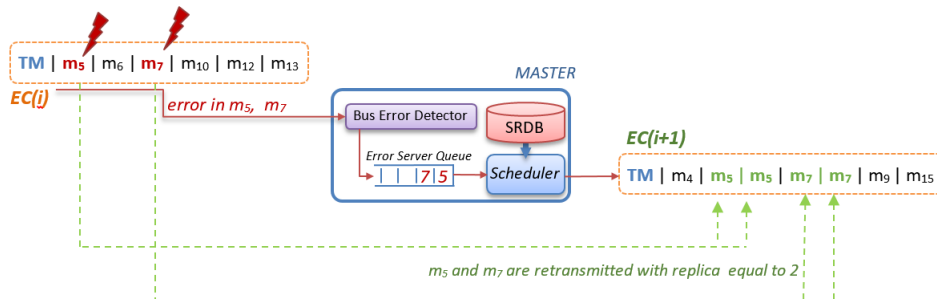 TM | m5 | m6 | m7 | m10 | m12 | m13
MASTER
EC(i)
error in m5, m7
Bus Error Detector
SRDB
EC(i+1)
Error Server Queue
| | | 7 | 5 |
Scheduler
TM | m4 | m5 | m5 | m7 | m7 | m9 | m15
m5 and m7 are retransmitted with replica equal to 2